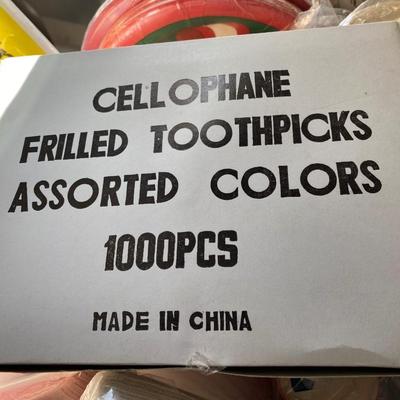 CELLOPHANE
FRILLED TOOTHPICKS
ASSORTED COLORS
1000PCS
MADE IN CHINA